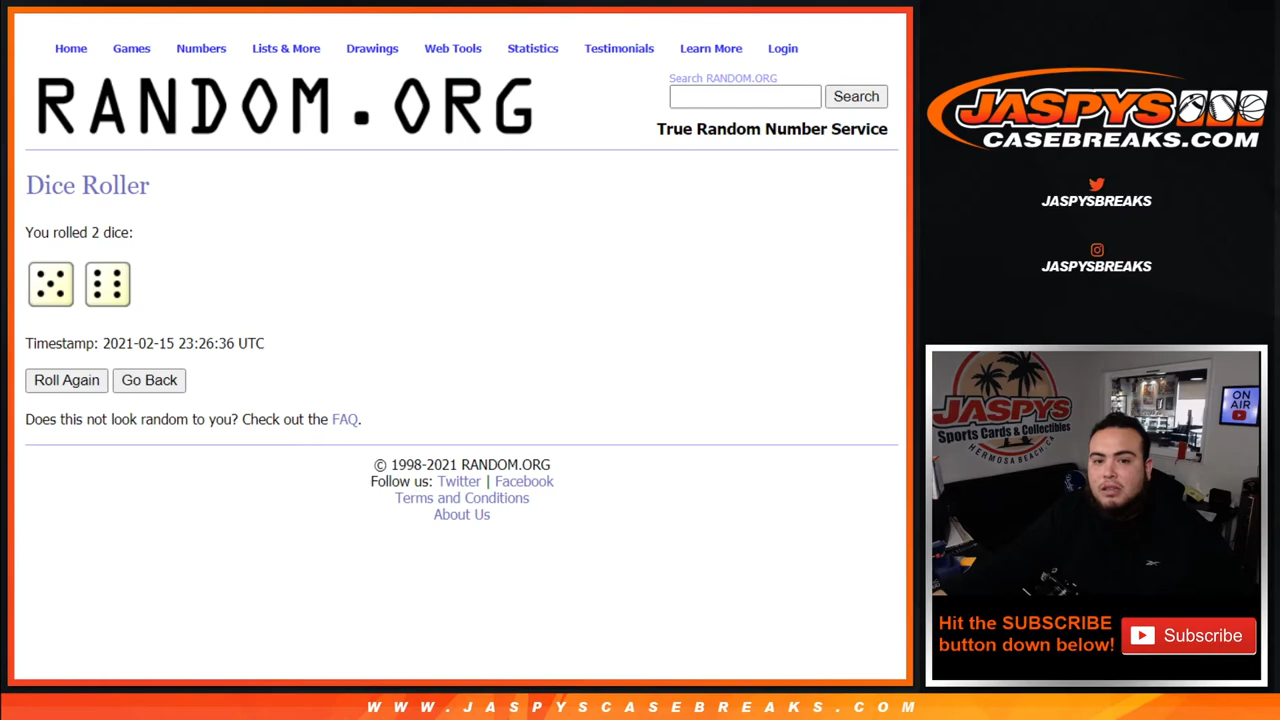 Home Games Numbers Lists & More Drawings Web Tools Statistics Testimonials Learn More Login
RANDOM.ORG
Search RANDOM.ORG
Search
True Random Number Service
Dice Roller
You rolled 2 dice:
Timestamp: 2021-02-15 23:26:36 UTC
Roll Again Go Back
Does this not look random to you? Check out the FAQ.
© 1998-2021 RANDOM.ORG
Follow us: Twitter | Facebook
Terms and Conditions
About Us
JASPYS
CASEBREAKS.COM
JASPYSBREAKS
JASPYSBREAKS
JASPYS
Sports Cards & Collectibles
HERMOSA BEACH, CA
ON
AIR
Hit the SUBSCRIBE
button down below!
Subscribe
WWW.JASPYSCASEBREAKS.COM